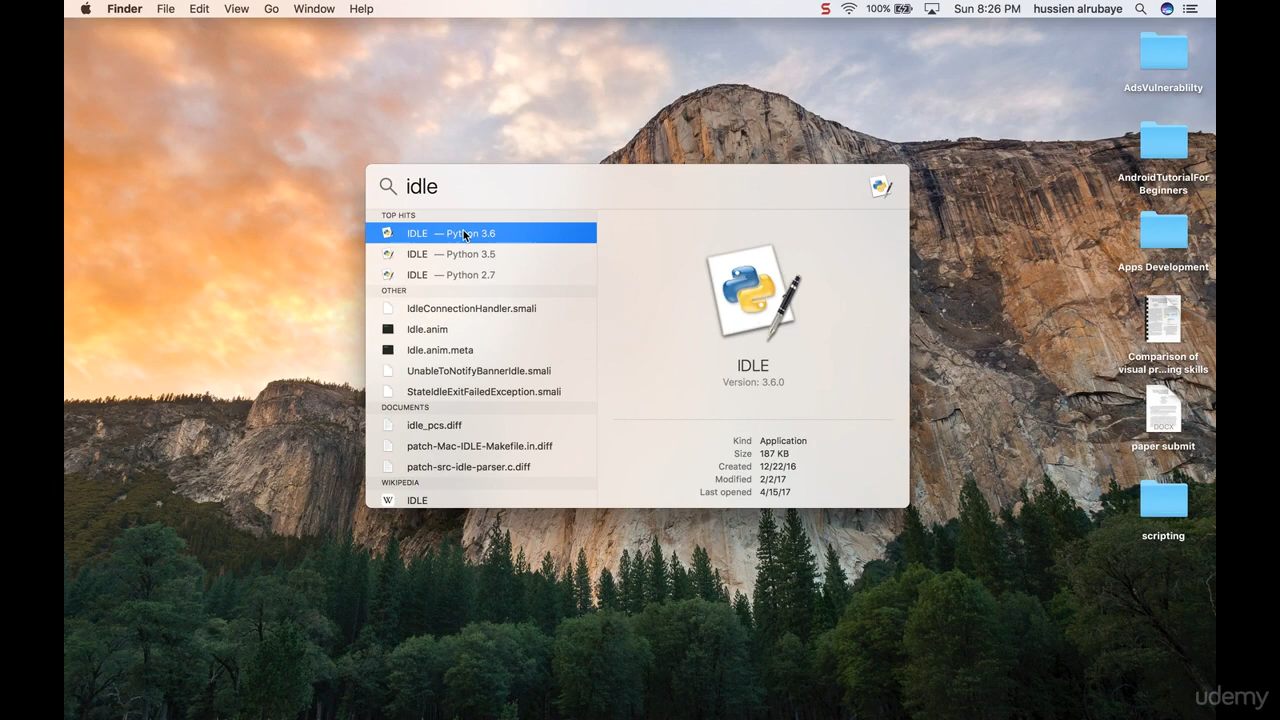 Finder File Edit View Go Window Help
100% Sun 8:26 PM hussien alrubaye
AdsVulnerablilty
AndroidTutorialFor
Beginners
Apps Development
Comparison of
visual pr...ing skills
DOCX
paper submit
scripting
idle
TOP HITS
IDLE — Python 3.6
IDLE — Python 3.5
IDLE — Python 2.7
OTHER
IdleConnectionHandler.smali
Idle.anim
Idle.anim.meta
UnableToNotifyBannerIdle.smali
StateIdleExitFailedException.smali
DOCUMENTS
idle_pcs.diff
patch-Mac-IDLE-Makefile.in.diff
patch-src-idle-parser.c.diff
WIKIPEDIA
W IDLE
IDLE
Version: 3.6.0
Kind Application
Size 187 KB
Created 12/22/16
Modified 2/2/17
Last opened 4/15/17
udemy